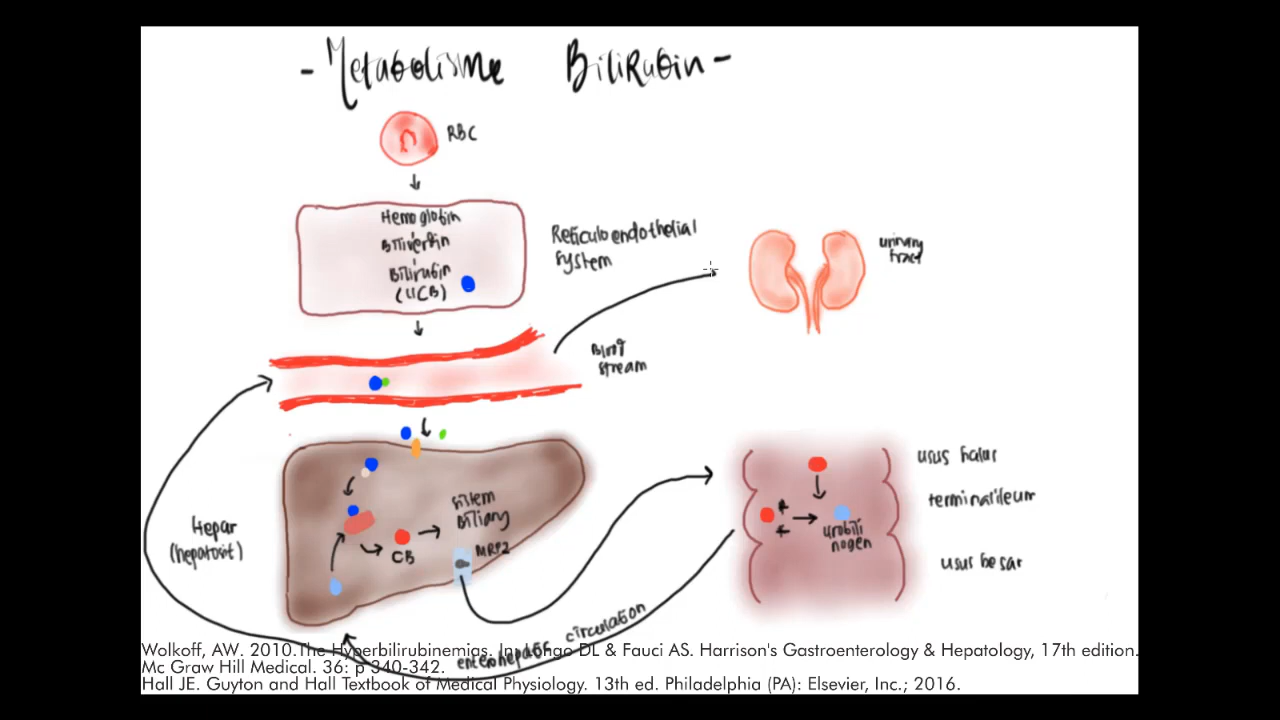 - Metabolisme Bilirubin -
RBC
Hemoglobin
Biliverdin
Bilirubin
(UCB)
Reticuloendothelial
System
urinary
tract
Blood
stream
Hepar
(hepatosit)
Sistem
Biliary
CB
MRP2
usus halus
terminal ileum
urobili
nogen
usus besar
enterohepatic circulation
Wolkoff, AW. 2010.The Hyperbilirubinemias. In Longo DL & Fauci AS. Harrison's Gastroenterology & Hepatology, 17th edition.
Mc Graw Hill Medical. 36: p 340-342.
Hall JE. Guyton and Hall Textbook of Medical Physiology. 13th ed. Philadelphia (PA): Elsevier, Inc.; 2016.